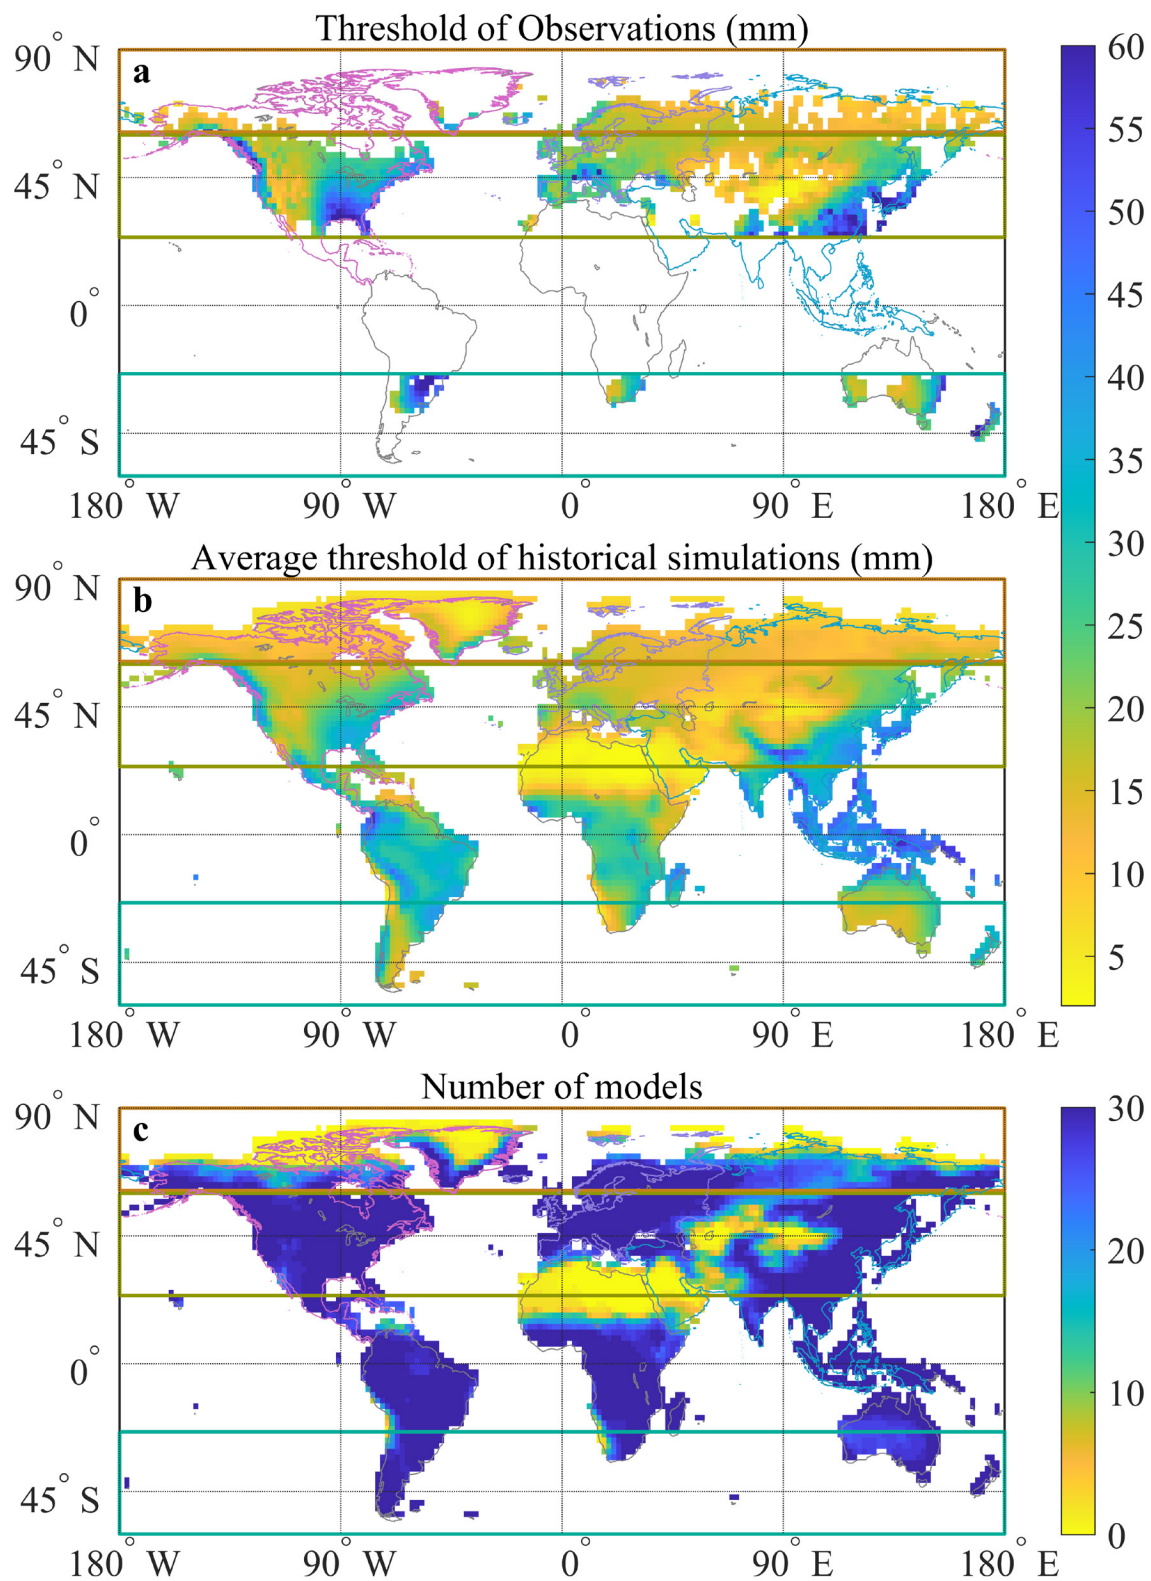 Threshold of Observations (mm)
a
90° N
45° N
0°
45° S
180° W 90° W 0° 90° E 180° E
60
55
50
45
40
35
30
25
20
15
10
5
Average threshold of historical simulations (mm)
b
90° N
45° N
0°
45° S
180° W 90° W 0° 90° E 180° E
Number of models
c
90° N
45° N
0°
45° S
180° W 90° W 0° 90° E 180° E
30
20
10
0